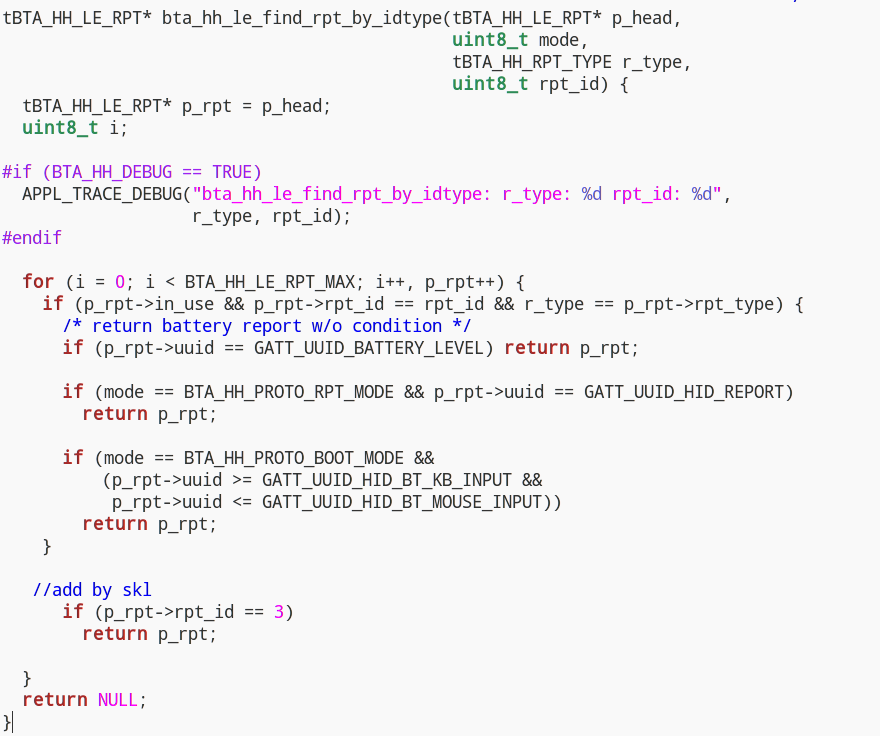 tBTA_HH_LE_RPT* bta_hh_le_find_rpt_by_idtype(tBTA_HH_LE_RPT* p_head,
                                             uint8_t mode,
                                             tBTA_HH_RPT_TYPE r_type,
                                             uint8_t rpt_id) {
  tBTA_HH_LE_RPT* p_rpt = p_head;
  uint8_t i;

#if (BTA_HH_DEBUG == TRUE)
  APPL_TRACE_DEBUG("bta_hh_le_find_rpt_by_idtype: r_type: %d rpt_id: %d",
                   r_type, rpt_id);
#endif

  for (i = 0; i < BTA_HH_LE_RPT_MAX; i++, p_rpt++) {
    if (p_rpt->in_use && p_rpt->rpt_id == rpt_id && r_type == p_rpt->rpt_type) {
      /* return battery report w/o condition */
      if (p_rpt->uuid == GATT_UUID_BATTERY_LEVEL) return p_rpt;

      if (mode == BTA_HH_PROTO_RPT_MODE && p_rpt->uuid == GATT_UUID_HID_REPORT)
        return p_rpt;

      if (mode == BTA_HH_PROTO_BOOT_MODE &&
          (p_rpt->uuid >= GATT_UUID_HID_BT_KB_INPUT &&
           p_rpt->uuid <= GATT_UUID_HID_BT_MOUSE_INPUT))
        return p_rpt;
    }

   //add by skl
      if (p_rpt->rpt_id == 3)
        return p_rpt;

  }
  return NULL;
}